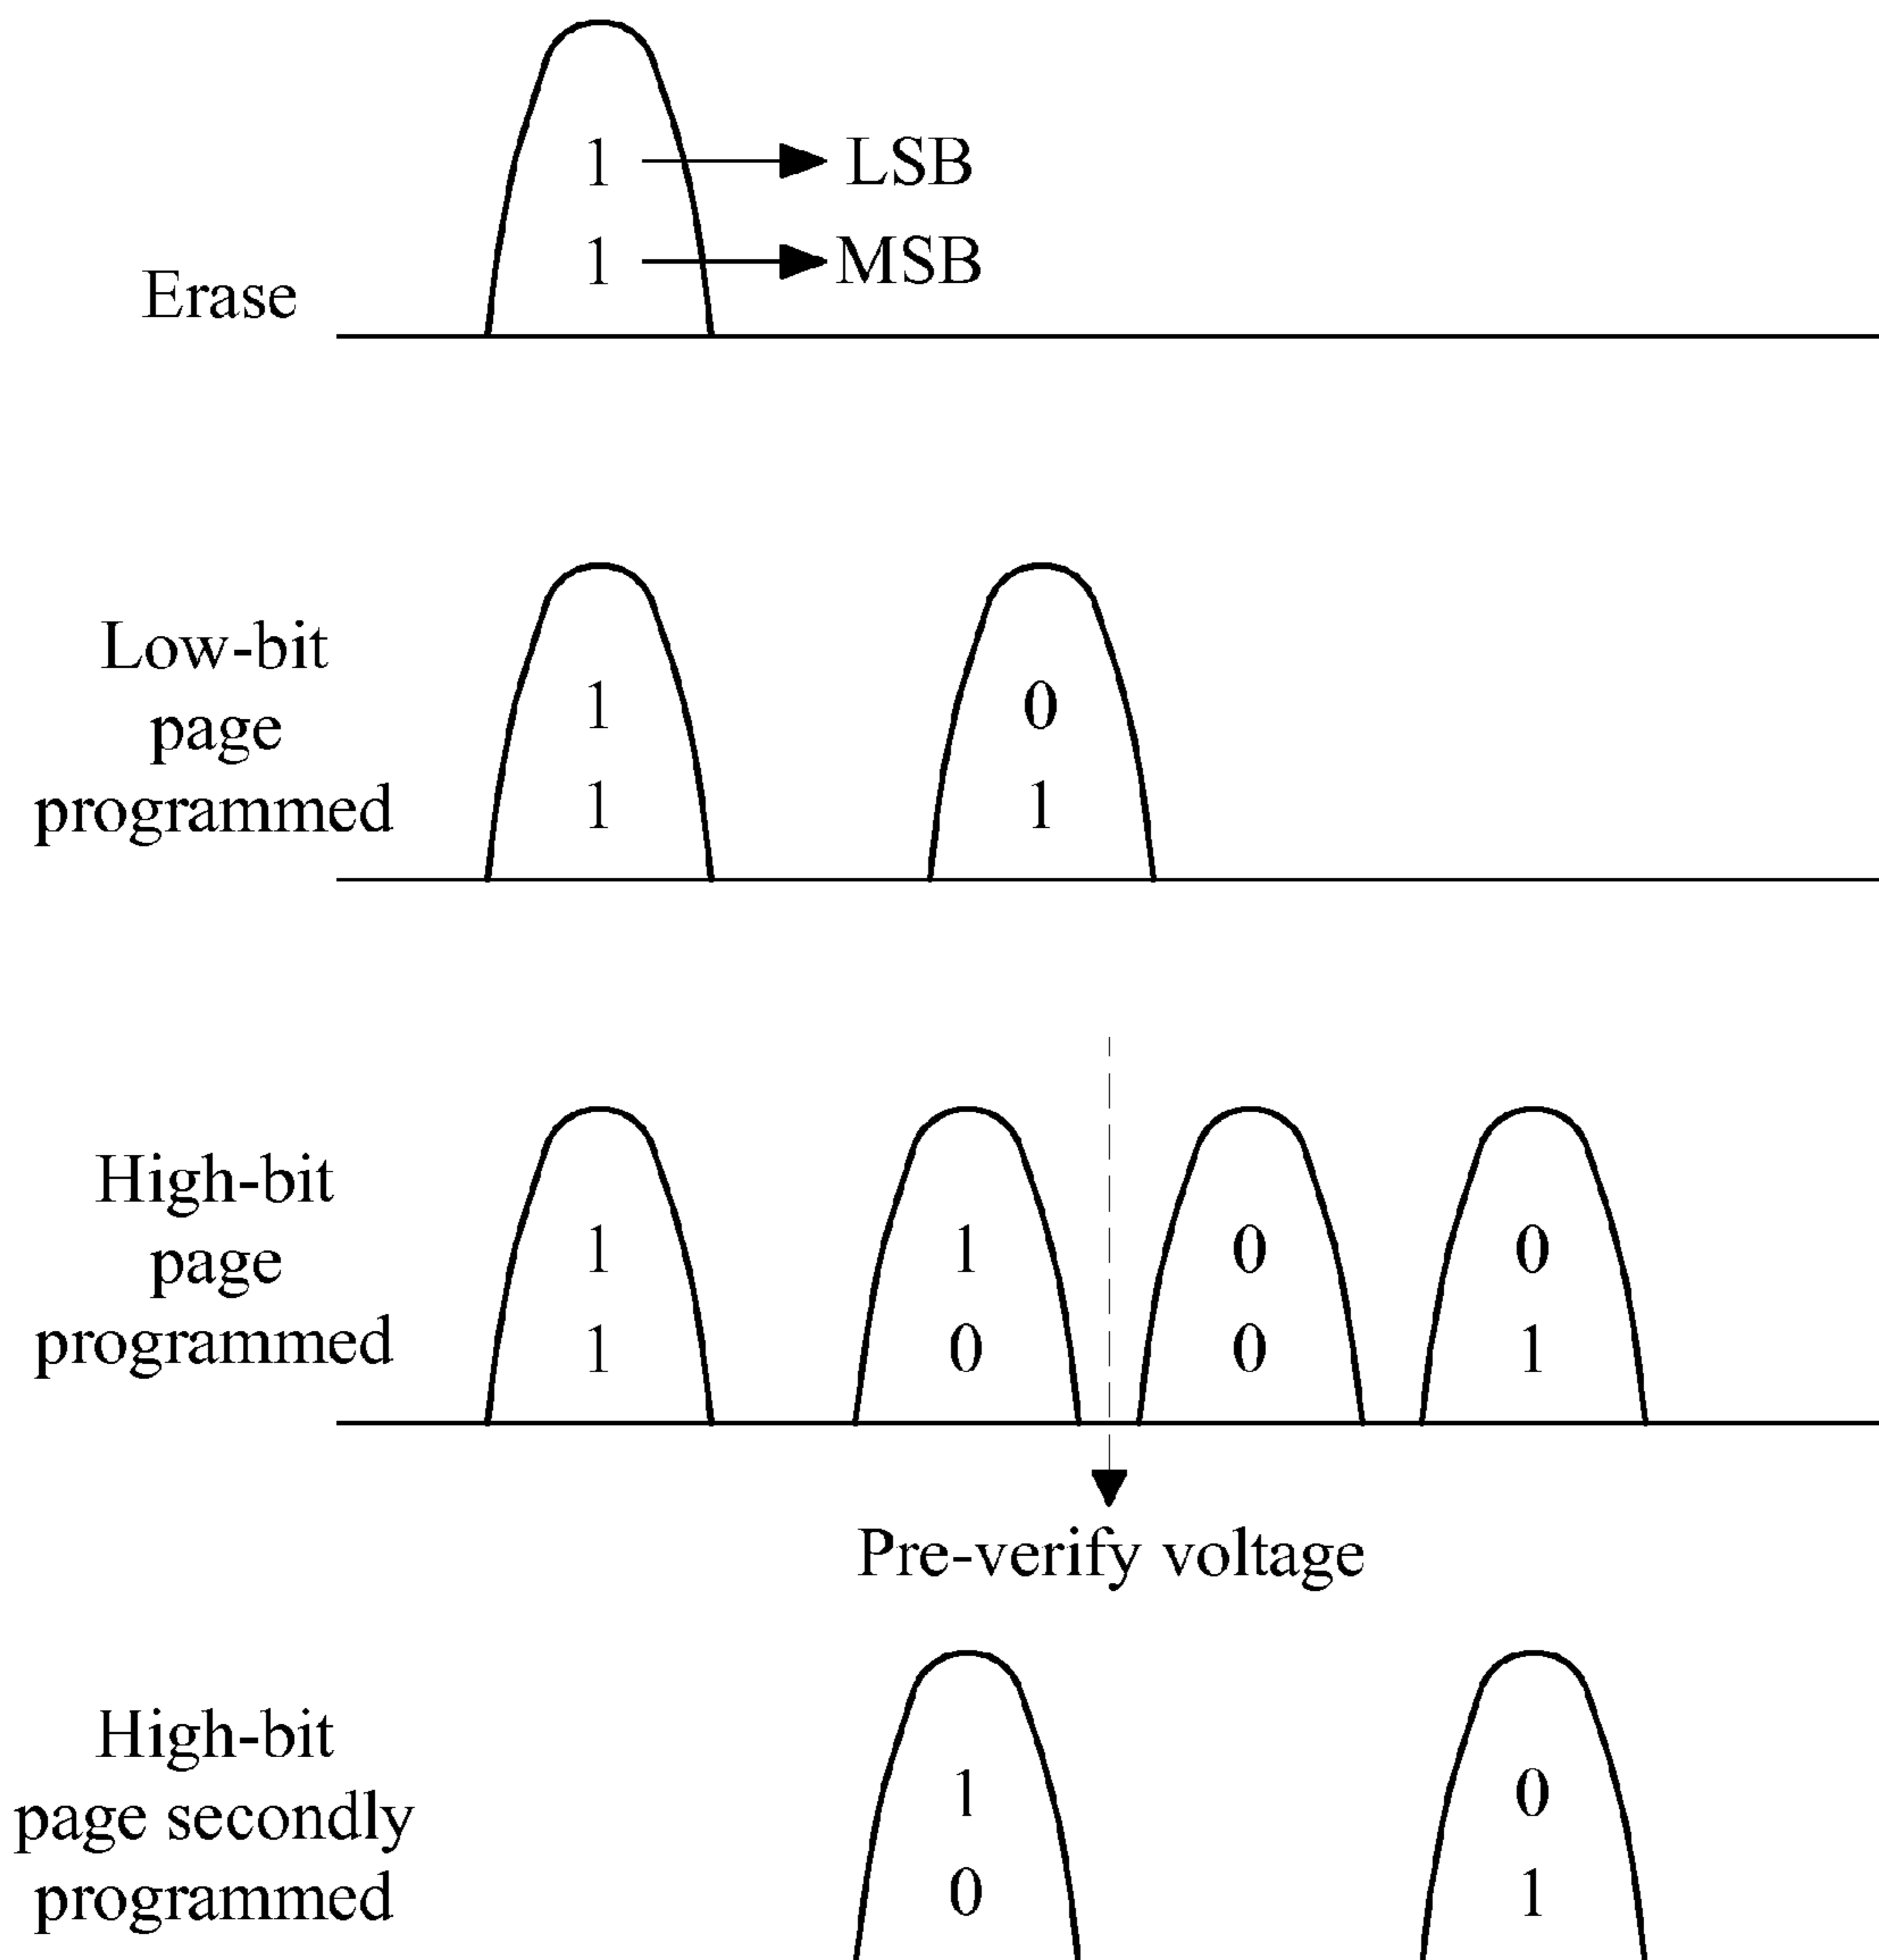 1 LSB
1 MSB
Erase
Low-bit
page
programmed
1 0
1 1
High-bit
page
programmed
1 1 0 0
1 0 0 1
Pre-verify voltage
High-bit
page secondly
programmed
1 0
0 1